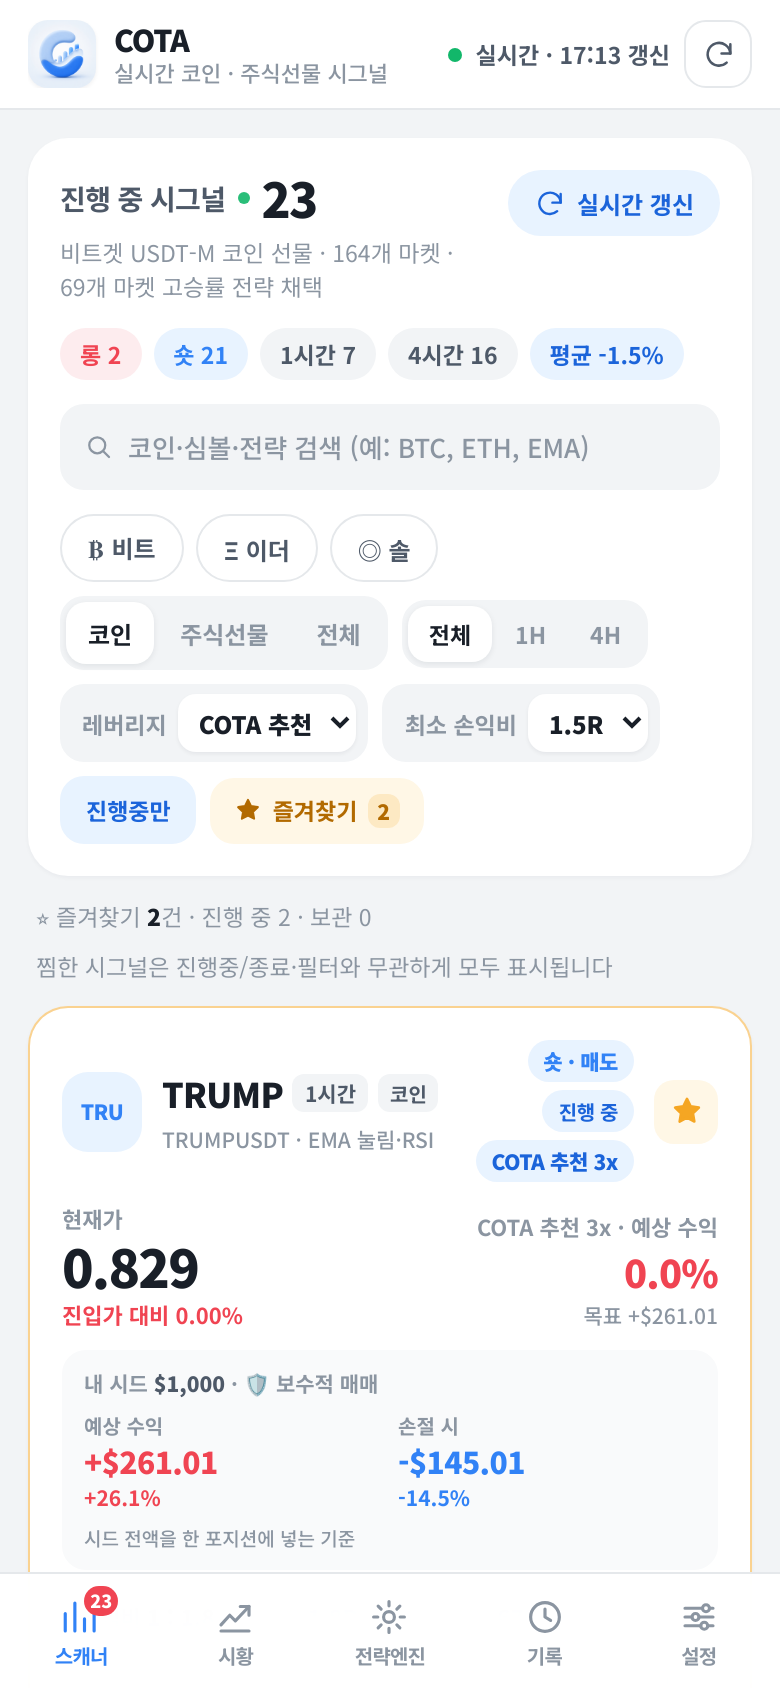 COTA
실시간 코인 · 주식선물 시그널
실시간 · 17:13 갱신
진행 중 시그널 23
실시간 갱신
비트겟 USDT-M 코인 선물 · 164개 마켓 ·
69개 마켓 고승률 전략 채택
롱 2 숏 21 1시간 7 4시간 16 평균 -1.5%
코인·심볼·전략 검색 (예: BTC, ETH, EMA)
₿ 비트 Ξ 이더 ◎ 솔
코인 주식선물 전체 전체 1H 4H
레버리지 COTA 추천 최소 손익비 1.5R
진행중만 ★ 즐겨찾기 2
☆ 즐겨찾기 2건 · 진행 중 2 · 보관 0
찜한 시그널은 진행중/종료·필터와 무관하게 모두 표시됩니다
TRU
TRUMP 1시간 코인
TRUMPUSDT · EMA 눌림·RSI
숏 · 매도
진행 중
COTA 추천 3x
현재가
0.829
진입가 대비 0.00%
COTA 추천 3x · 예상 수익
0.0%
목표 +$261.01
내 시드 $1,000 · 🛡️ 보수적 매매
예상 수익
+$261.01
+26.1%
손절 시
-$145.01
-14.5%
시드 전액을 한 포지션에 넣는 기준
23
스캐너 시황 전략엔진 기록 설정